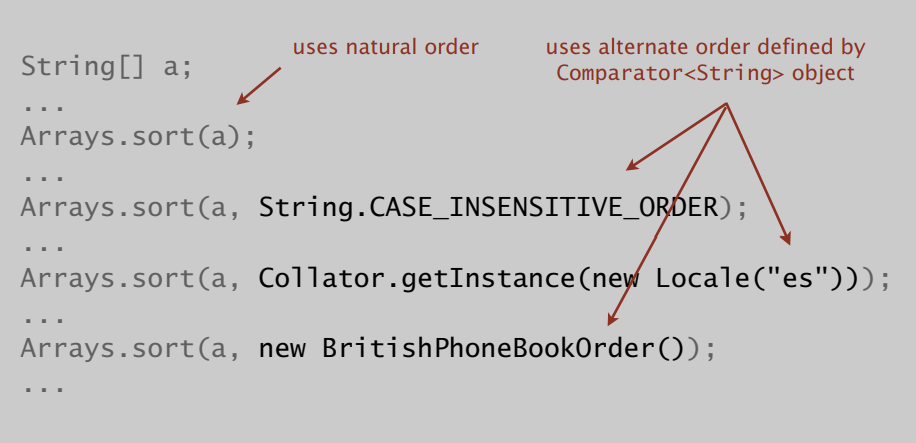 uses natural order
uses alternate order defined by
Comparator<String> object
String[] a;
...
Arrays.sort(a);
...
Arrays.sort(a, String.CASE_INSENSITIVE_ORDER);
...
Arrays.sort(a, Collator.getInstance(new Locale("es")));
...
Arrays.sort(a, new BritishPhoneBookOrder());
...